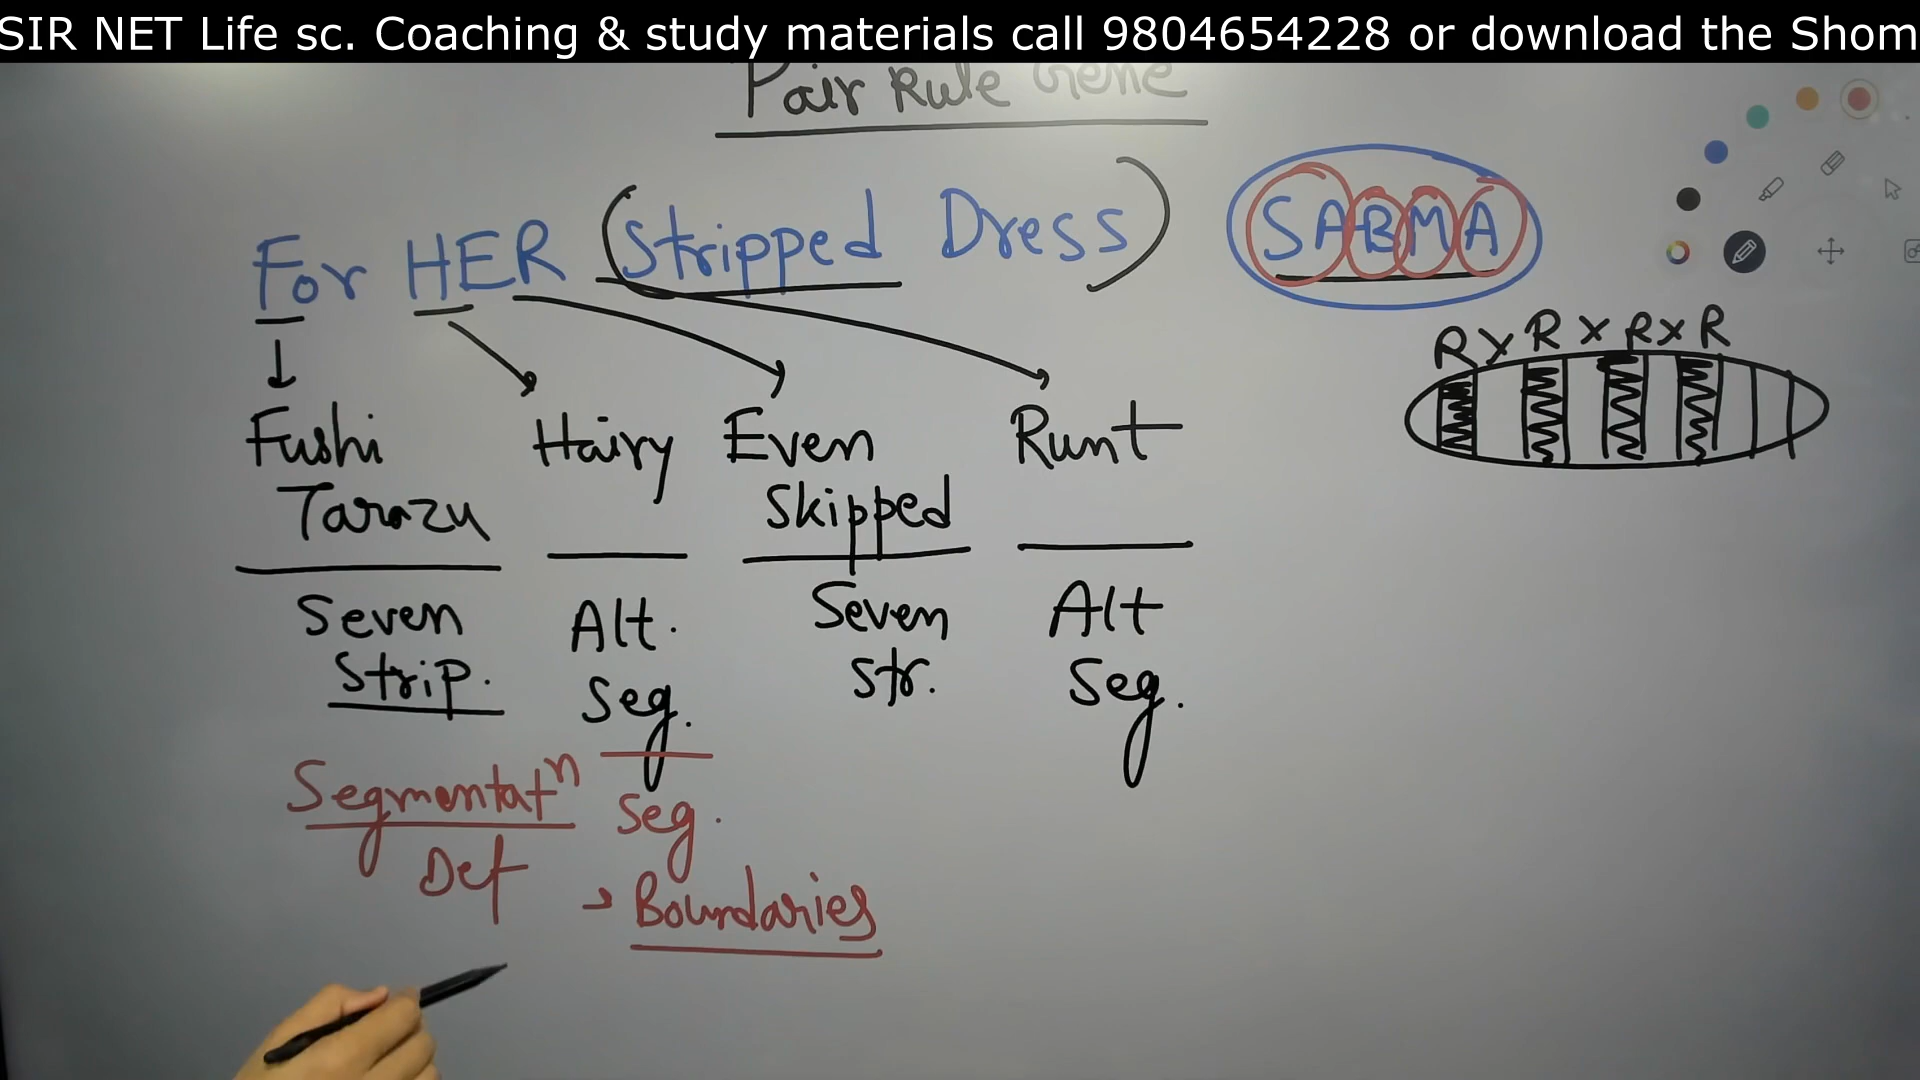 SIR NET Life sc. Coaching & study materials call 9804654228 or download the Shom
Pair Rule Gene
For HER (Stripped Dress) SABMA
R x R x R x R
Fushi Tarazu
Hairy
Even Skipped
Runt
Seven Strip.
Alt. Seg.
Seven Str.
Alt Seg.
Segmentatn Def
Seg. Boundaries